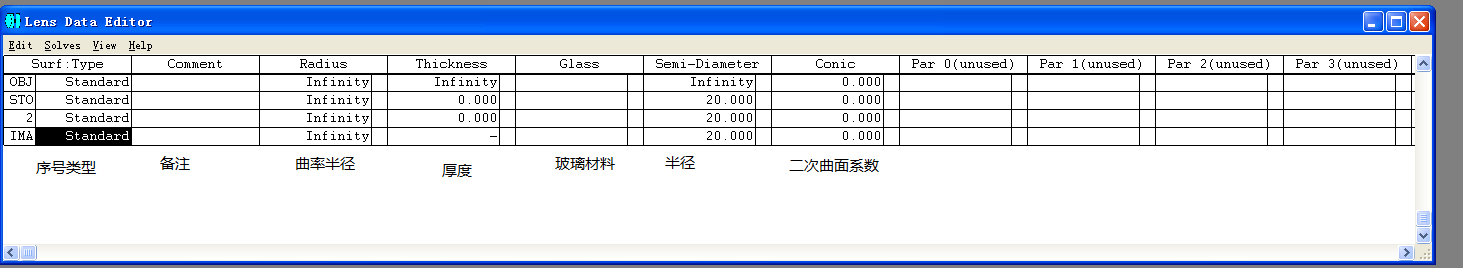 Lens Data Editor
Edit Solves View Help
Surf:Type Comment Radius Thickness Glass Semi-Diameter Conic Par 0(unused) Par 1(unused) Par 2(unused) Par 3(unused)
OBJ Standard Infinity Infinity Infinity 0.000
STO Standard Infinity 0.000 20.000 0.000
2 Standard Infinity 0.000 20.000 0.000
IMA Standard Infinity - 20.000 0.000
序号类型 备注 曲率半径 厚度 玻璃材料 半径 二次曲面系数